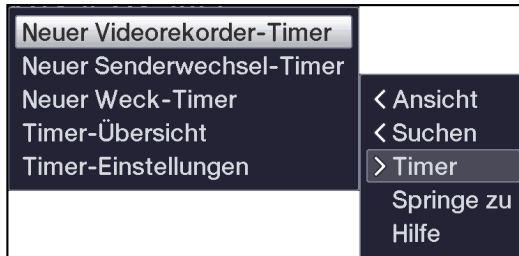 Neuer Videorekorder-Timer
Neuer Senderwechsel-Timer
Neuer Weck-Timer
Timer-Übersicht
Timer-Einstellungen
< Ansicht
< Suchen
> Timer
Springe zu
Hilfe